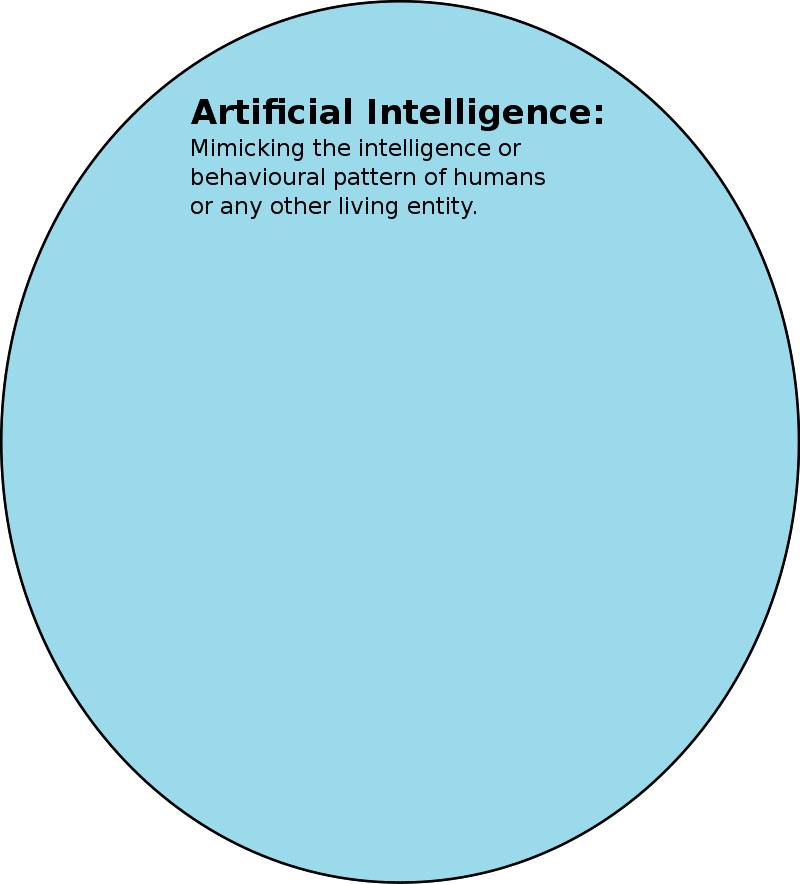 Artificial Intelligence:
Mimicking the intelligence or
behavioural pattern of humans
or any other living entity.